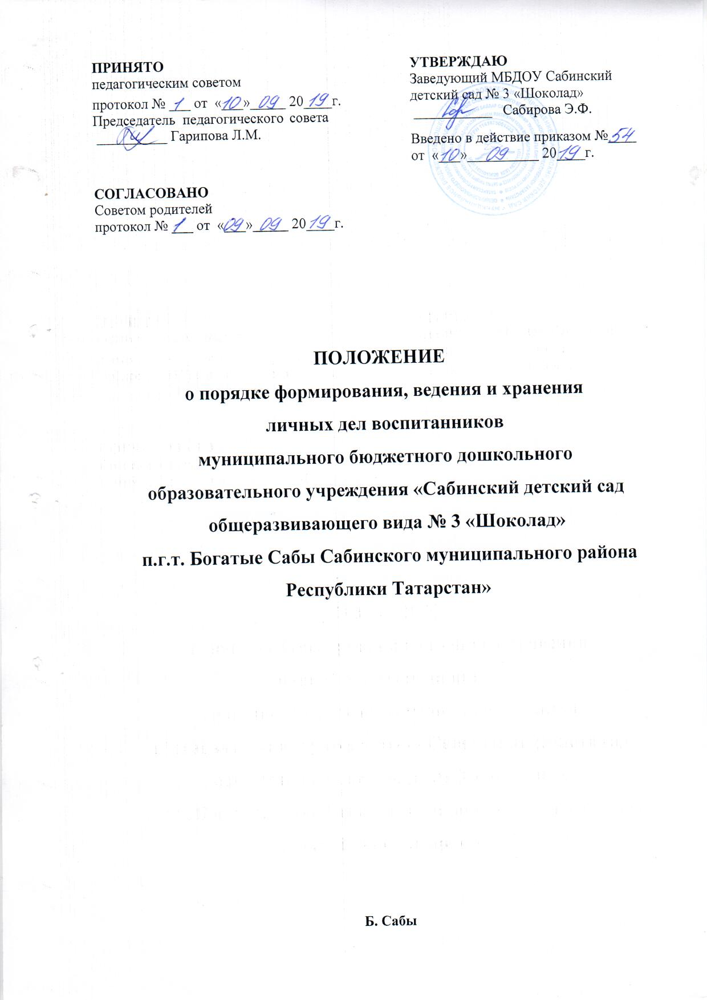 ПРИНЯТО
педагогическим советом
протокол № 1 от «10» 09 2019г.
Председатель педагогического совета
Гарипова Л.М.
УТВЕРЖДАЮ
Заведующий МБДОУ Сабинский
детский сад № 3 «Шоколад»
Сабирова Э.Ф.
Введено в действие приказом № 54
от «10» 09 2019г.
СОГЛАСОВАНО
Советом родителей
протокол № 1 от «09» 09 2019г.
ПОЛОЖЕНИЕ
о порядке формирования, ведения и хранения
личных дел воспитанников
муниципального бюджетного дошкольного
образовательного учреждения «Сабинский детский сад
общеразвивающего вида № 3 «Шоколад»
п.г.т. Богатые Сабы Сабинского муниципального района
Республики Татарстан»
Б. Сабы